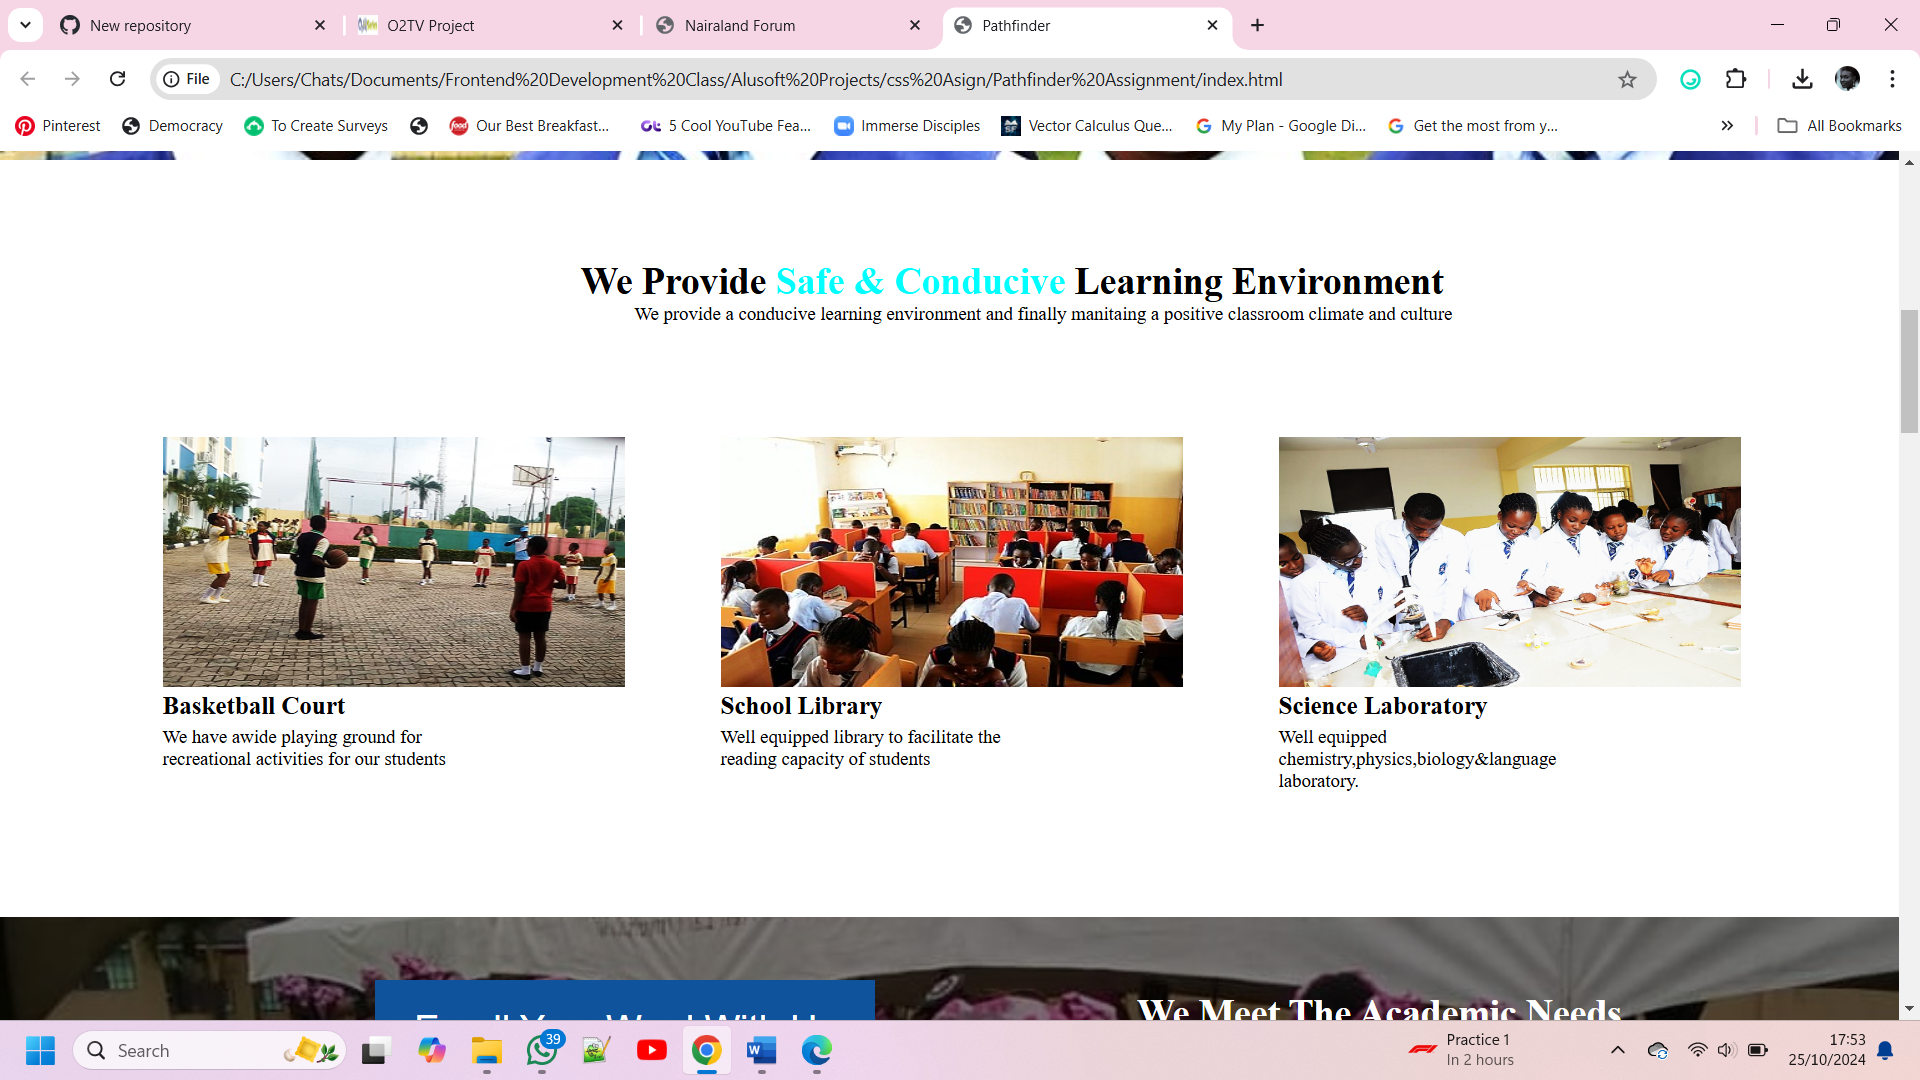 New repository
O2TV Project
Nairaland Forum
Pathfinder
File
C:/Users/Chats/Documents/Frontend%20Development%20Class/Alusoft%20Projects/css%20Asign/Pathfinder%20Assignment/index.html
Pinterest
Democracy
To Create Surveys
Our Best Breakfast...
5 Cool YouTube Fea...
Immerse Disciples
Vector Calculus Que...
My Plan - Google Di...
Get the most from y...
All Bookmarks
We Provide Safe & Conducive Learning Environment
We provide a conducive learning environment and finally manitaing a positive classroom climate and culture
Basketball Court
We have awide playing ground for
recreational activities for our students
School Library
Well equipped library to facilitate the
reading capacity of students
Science Laboratory
Well equipped
chemistry,physics,biology&language
laboratory.
We Meet The Academic Needs
Search
39
Practice 1
In 2 hours
17:53
25/10/2024